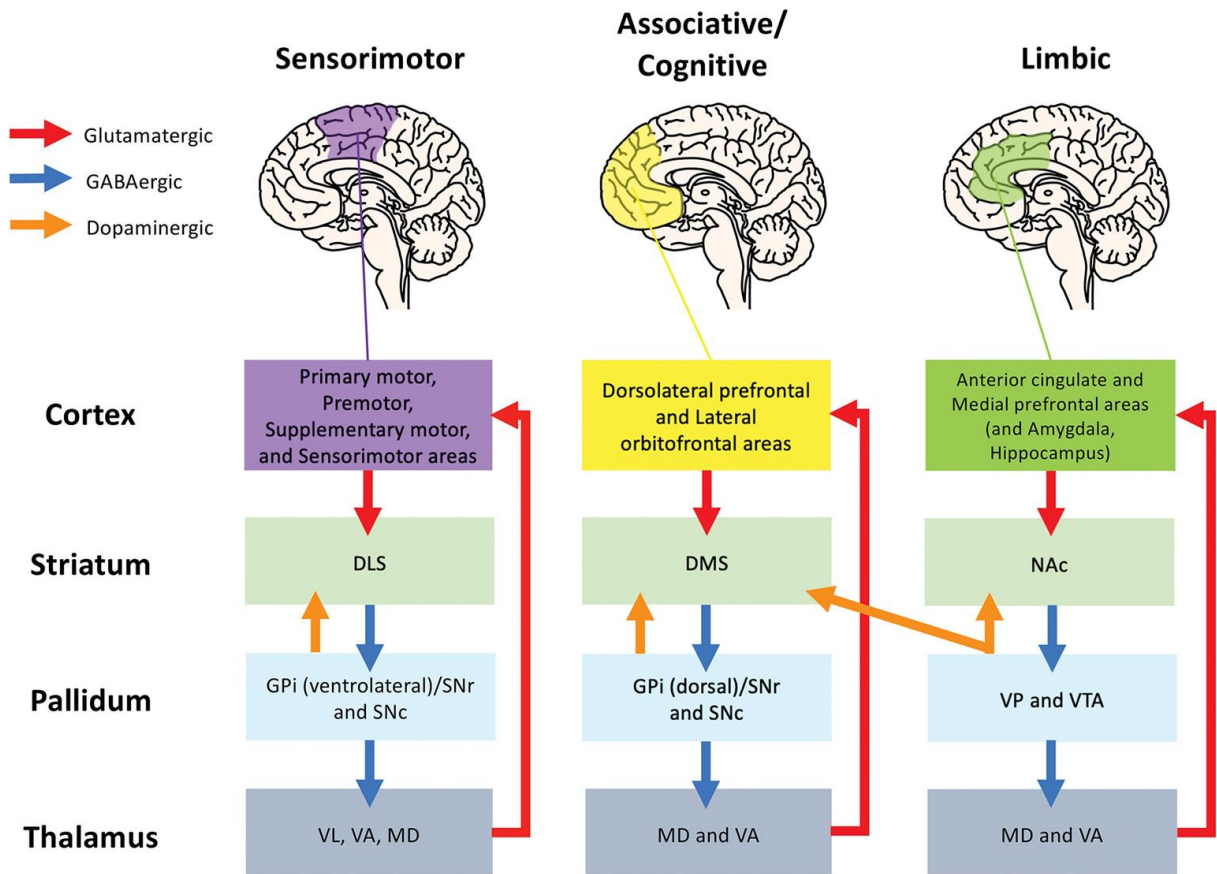 Sensorimotor
Associative/
Cognitive
Limbic
Glutamatergic
GABAergic
Dopaminergic
Cortex
Primary motor,
Premotor,
Supplementary motor,
and Sensorimotor areas
Dorsolateral prefrontal
and Lateral
orbitofrontal areas
Anterior cingulate and
Medial prefrontal areas
(and Amygdala,
Hippocampus)
Striatum
DLS
DMS
NAc
Pallidum
GPi (ventrolateral)/SNr
and SNc
GPi (dorsal)/SNr
and SNc
VP and VTA
Thalamus
VL, VA, MD
MD and VA
MD and VA